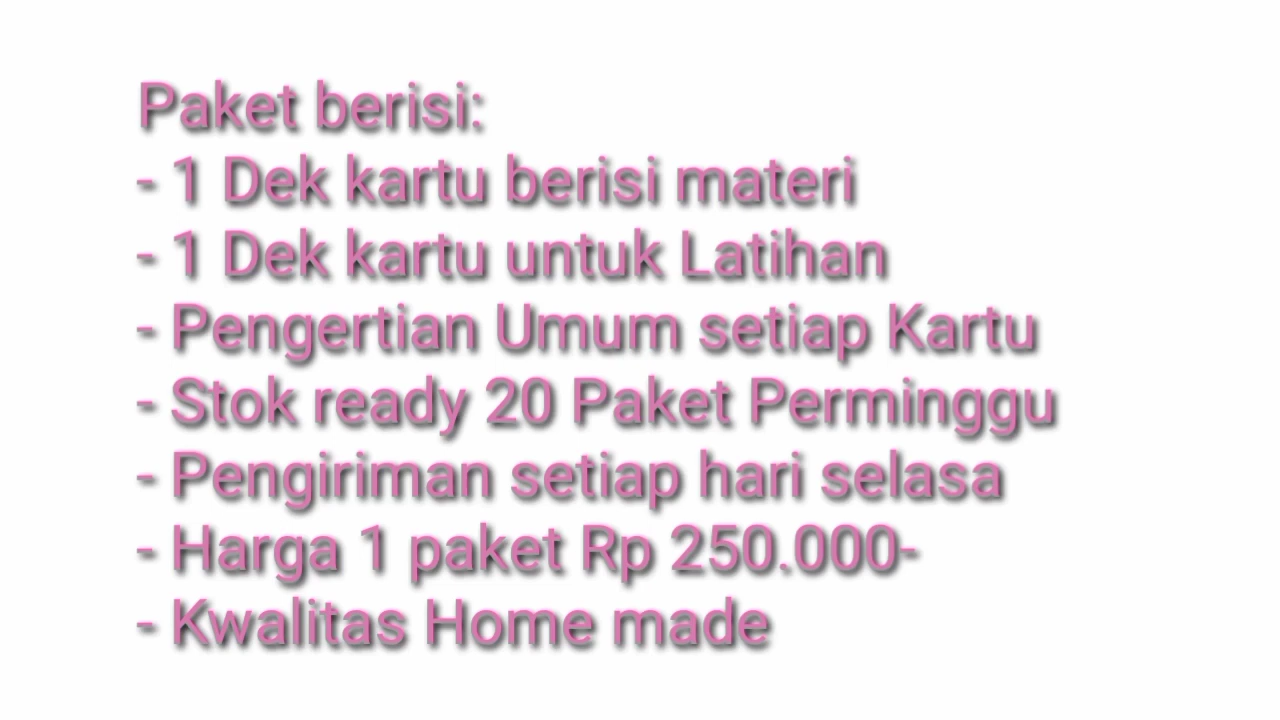 Paket berisi:
- 1 Dek kartu berisi materi
- 1 Dek kartu untuk Latihan
- Pengertian Umum setiap Kartu
- Stok ready 20 Paket Perminggu
- Pengiriman setiap hari selasa
- Harga 1 paket Rp 250.000-
- Kwalitas Home made